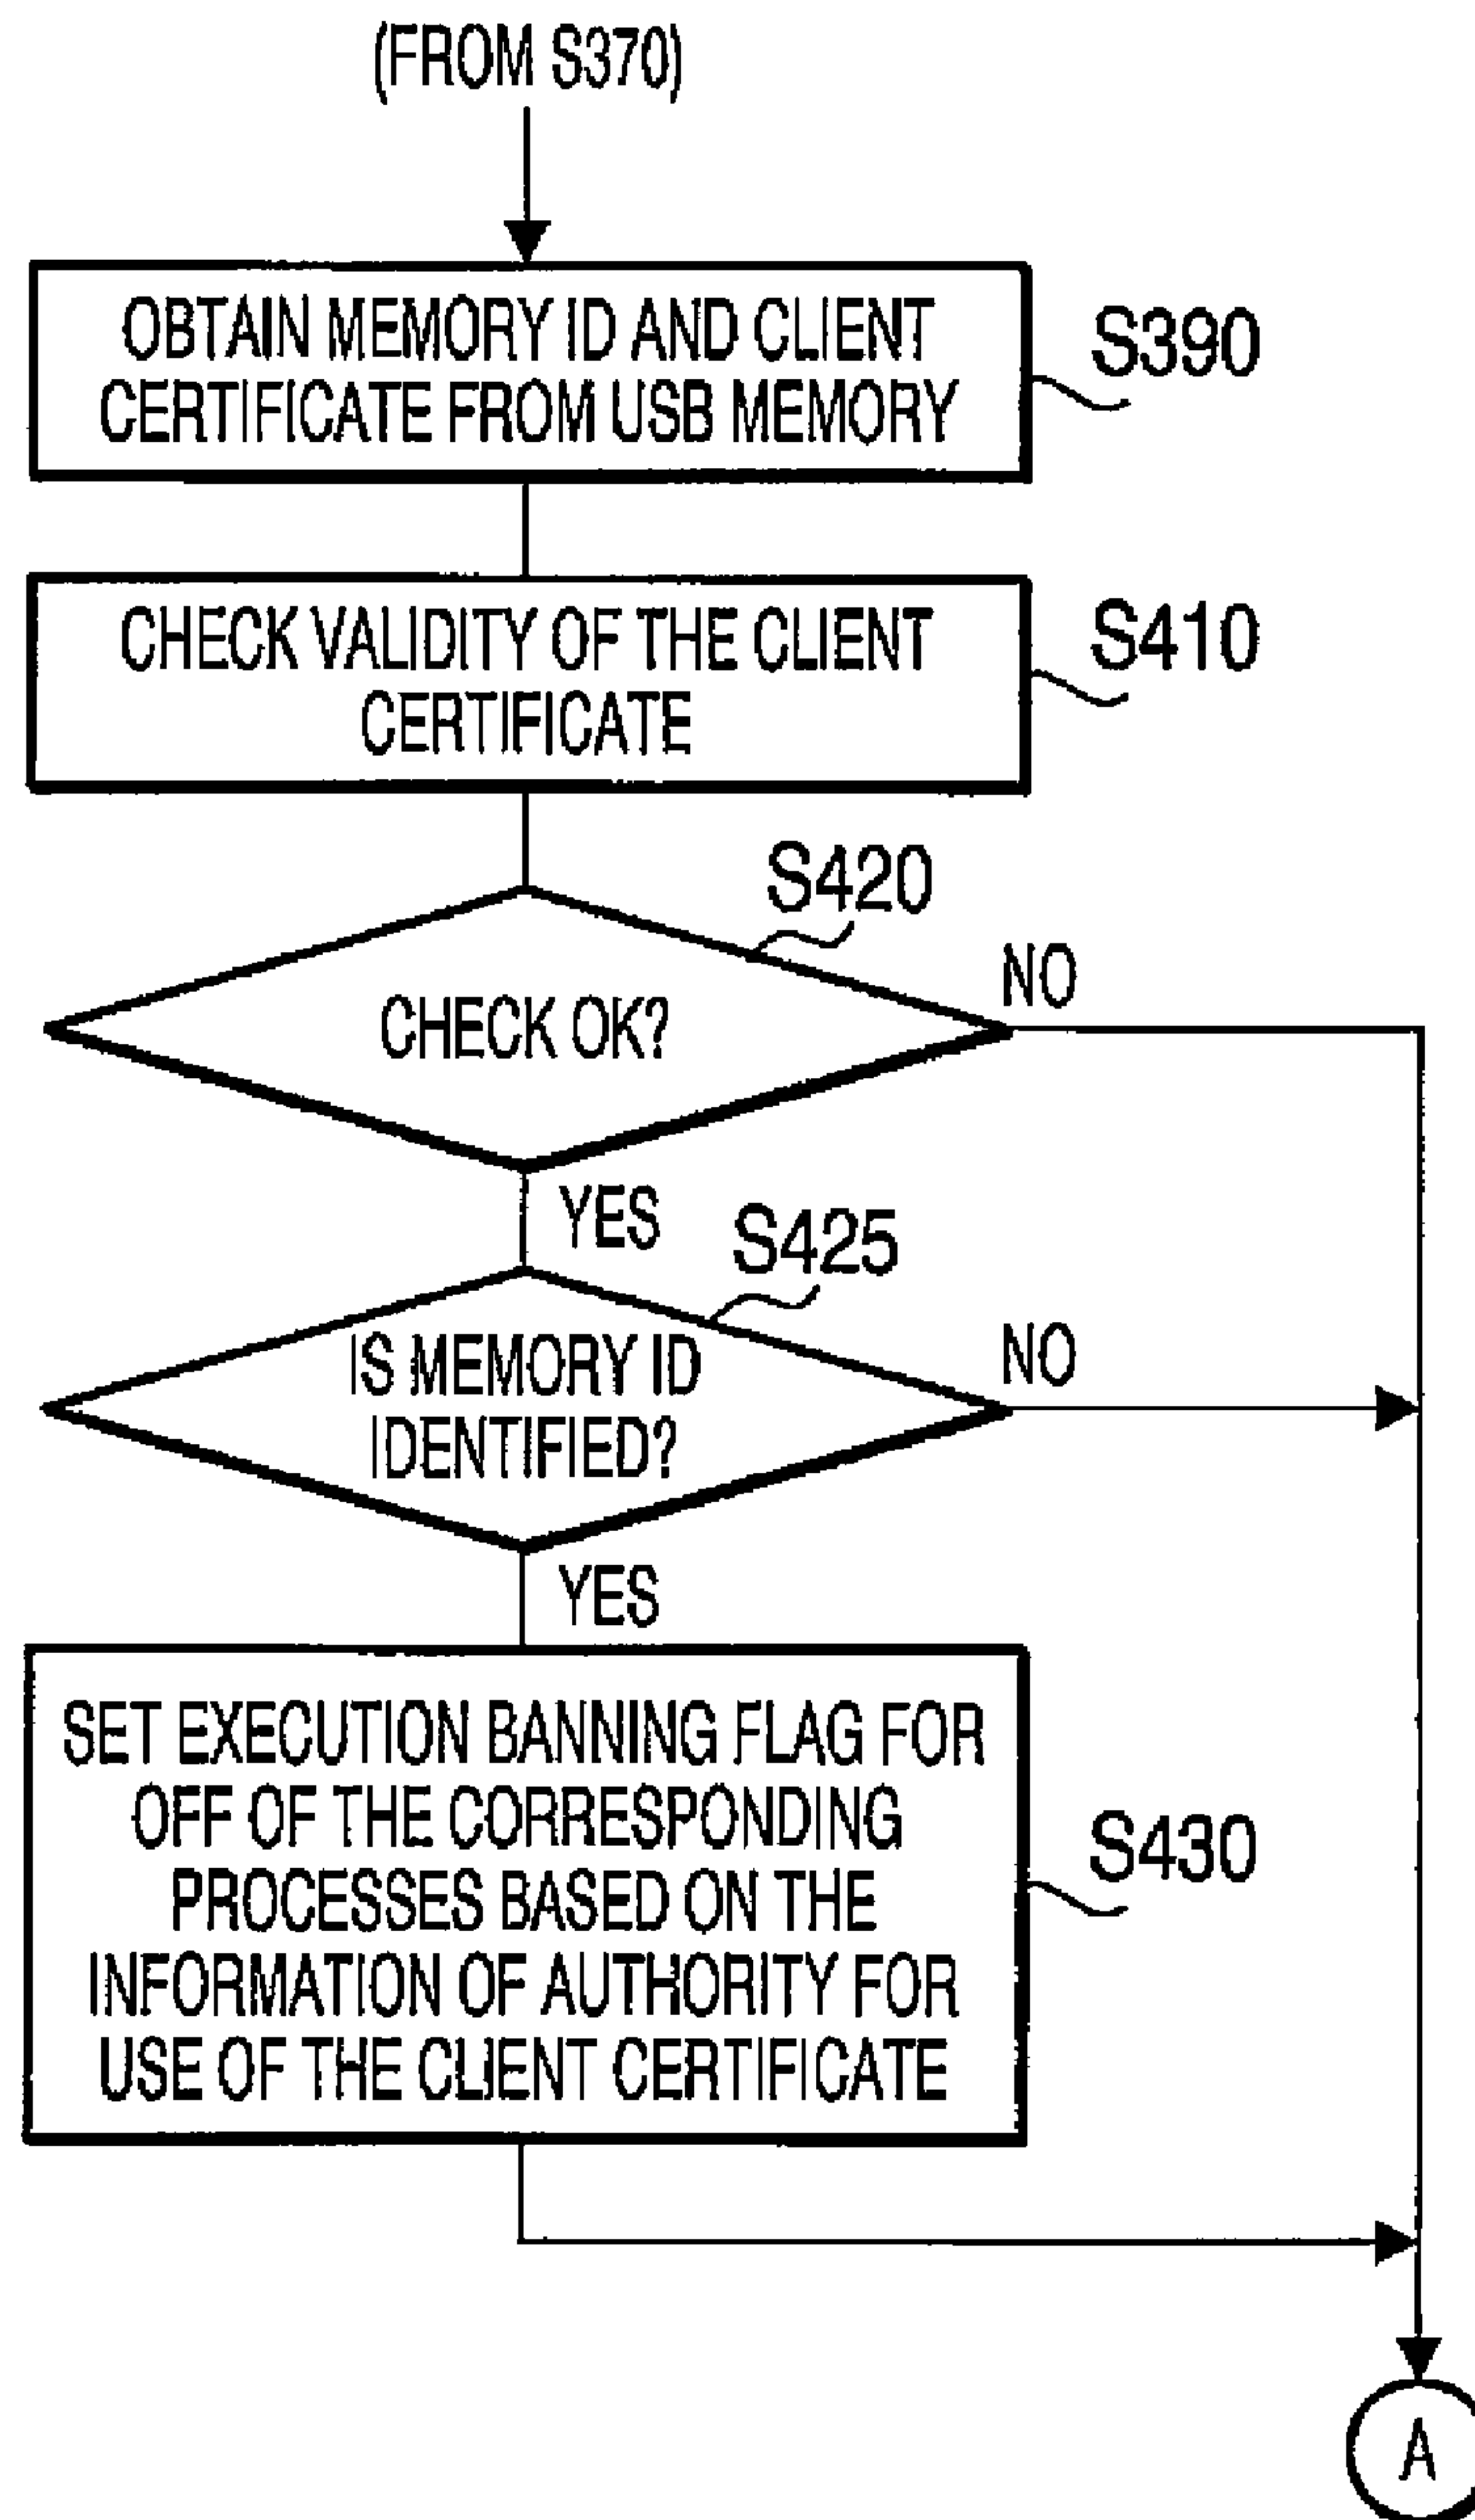 (FROM S370)
OBTAIN MEMORY ID AND CLIENT
CERTIFICATE FROM USB MEMORY
S390
CHECK VALIDITY OF THE CLIENT
CERTIFICATE
S410
S420
CHECK OK?
NO
YES
S425
IS MEMORY ID
IDENTIFIED?
NO
YES
SET EXECUTION BANNING FLAG FOR
OFF OF THE CORRESPONDING
PROCESSES BASED ON THE
INFORMATION OF AUTHORITY FOR
USE OF THE CLIENT CERTIFICATE
S430
A